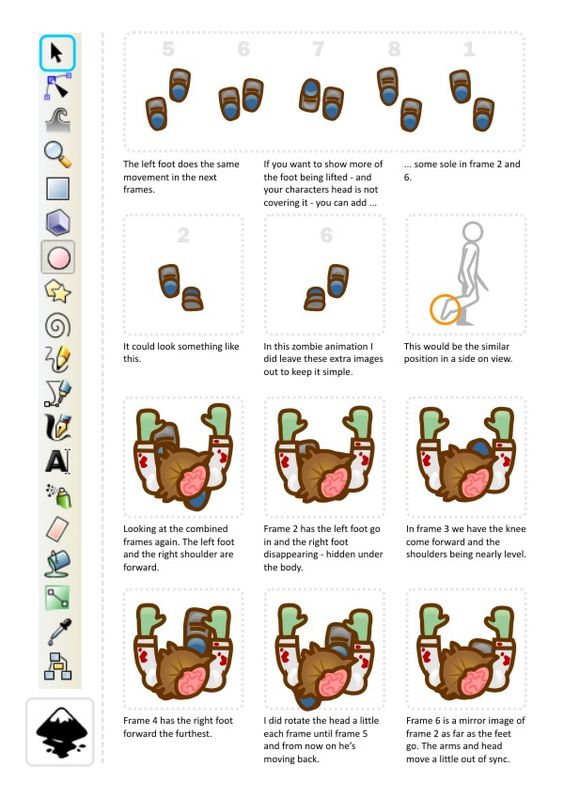 5 6 7 8 1
The left foot does the same
movement in the next
frames.
If you want to show more of
the foot being lifted - and
your characters head is not
covering it - you can add ...
... some sole in frame 2 and
6.
2
6
It could look something like
this.
In this zombie animation I
did leave these extra images
out to keep it simple.
This would be the similar
position in a side on view.
Looking at the combined
frames again. The left foot
and the right shoulder are
forward.
Frame 2 has the left foot go
in and the right foot
disappearing - hidden under
the body.
In frame 3 we have the knee
come forward and the
shoulders being nearly level.
Frame 4 has the right foot
forward the furthest.
I did rotate the head a little
each frame until frame 5
and from now on he's
moving back.
Frame 6 is a mirror image of
frame 2 as far as the feet
go. The arms and head
move a little out of sync.
A